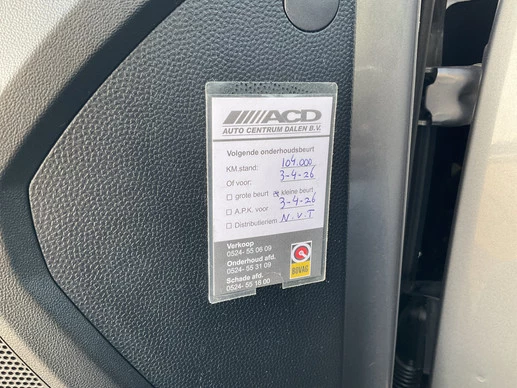 ACD
AUTO CENTRUM DALEN B.V.
Volgende onderhoudsbeurt
KM.stand: 104.000,
Of voor: 3-4-26
grote beurt kleine beurt
A.P.K. voor 3-4-26
Distributieriem N.V.T
Verkoop
0524- 55 06 09
Onderhoud afd.
0524- 55 31 09
Schade afd.
0524- 55 18 00
BOVAG